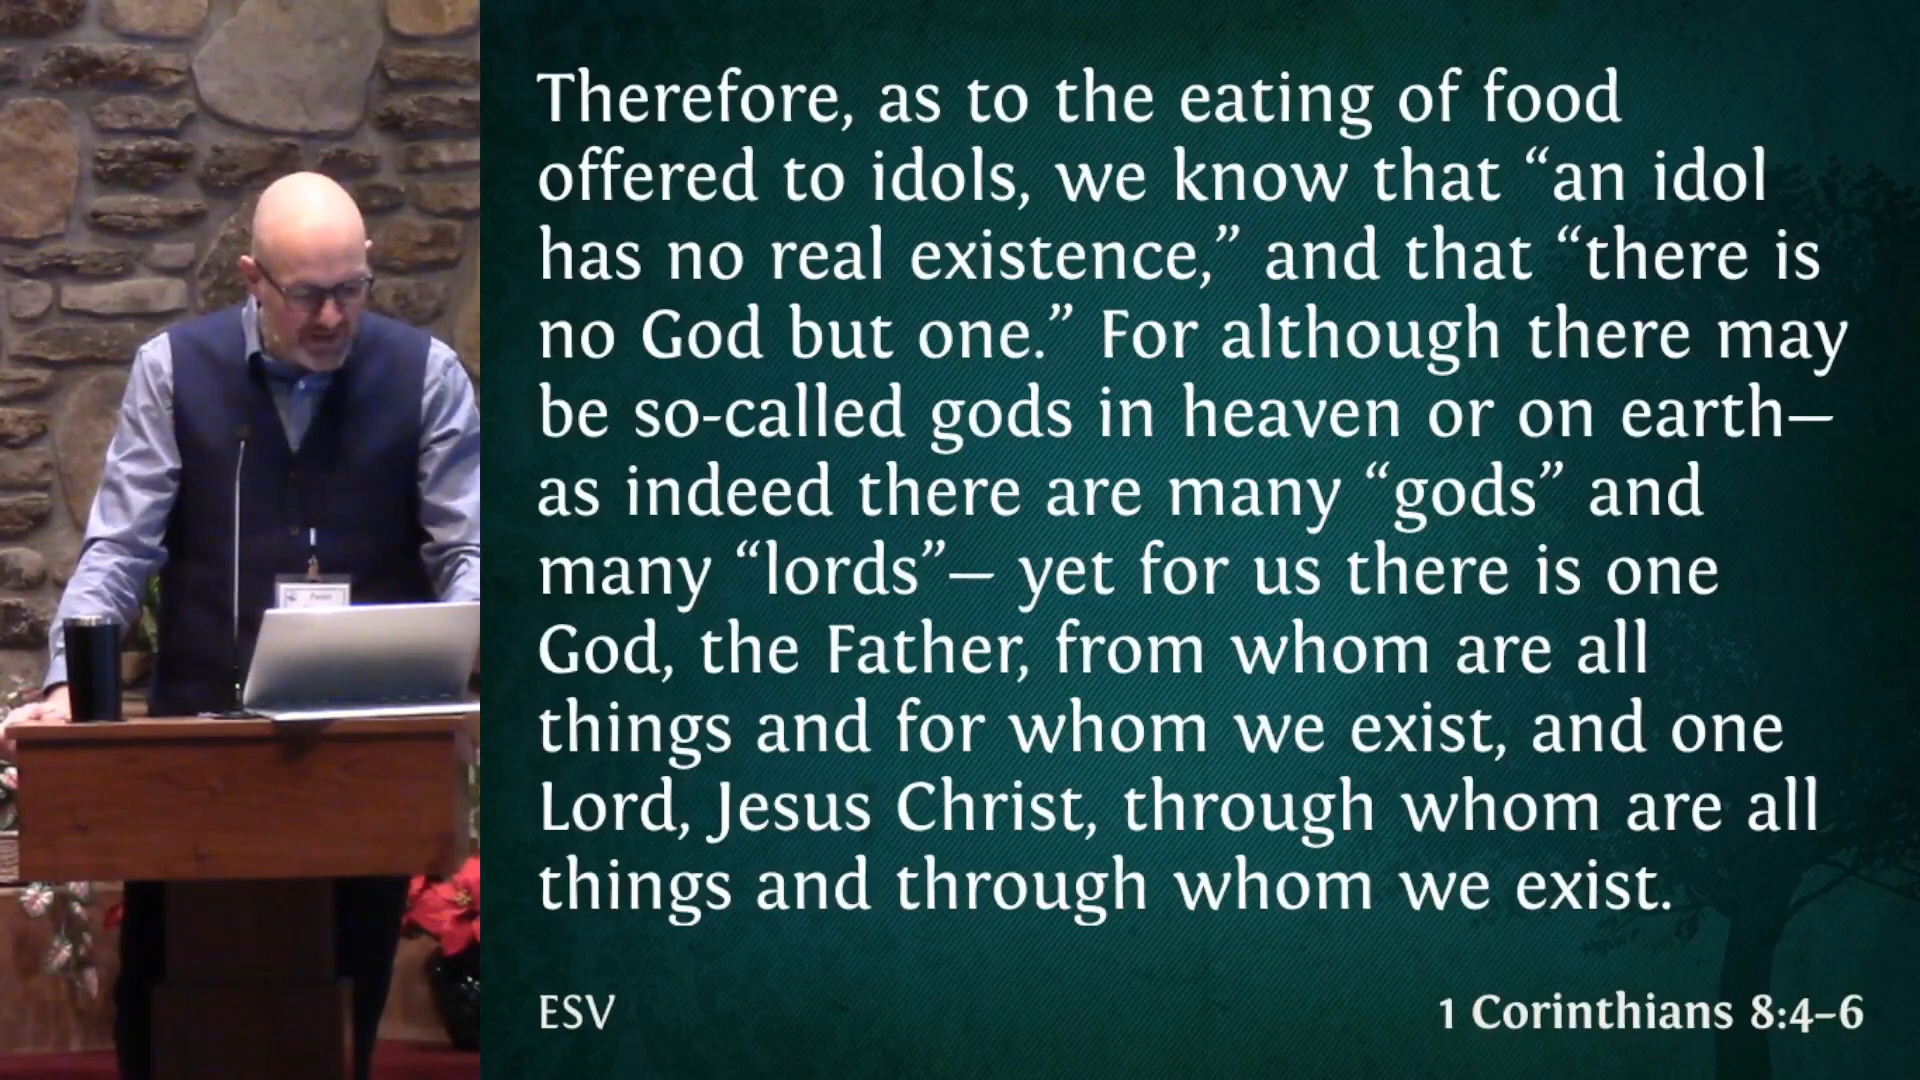 Therefore, as to the eating of food
offered to idols, we know that “an idol
has no real existence,” and that “there is
no God but one.” For although there may
be so-called gods in heaven or on earth—
as indeed there are many “gods” and
many “lords”— yet for us there is one
God, the Father, from whom are all
things and for whom we exist, and one
Lord, Jesus Christ, through whom are all
things and through whom we exist.
ESV
1 Corinthians 8:4–6